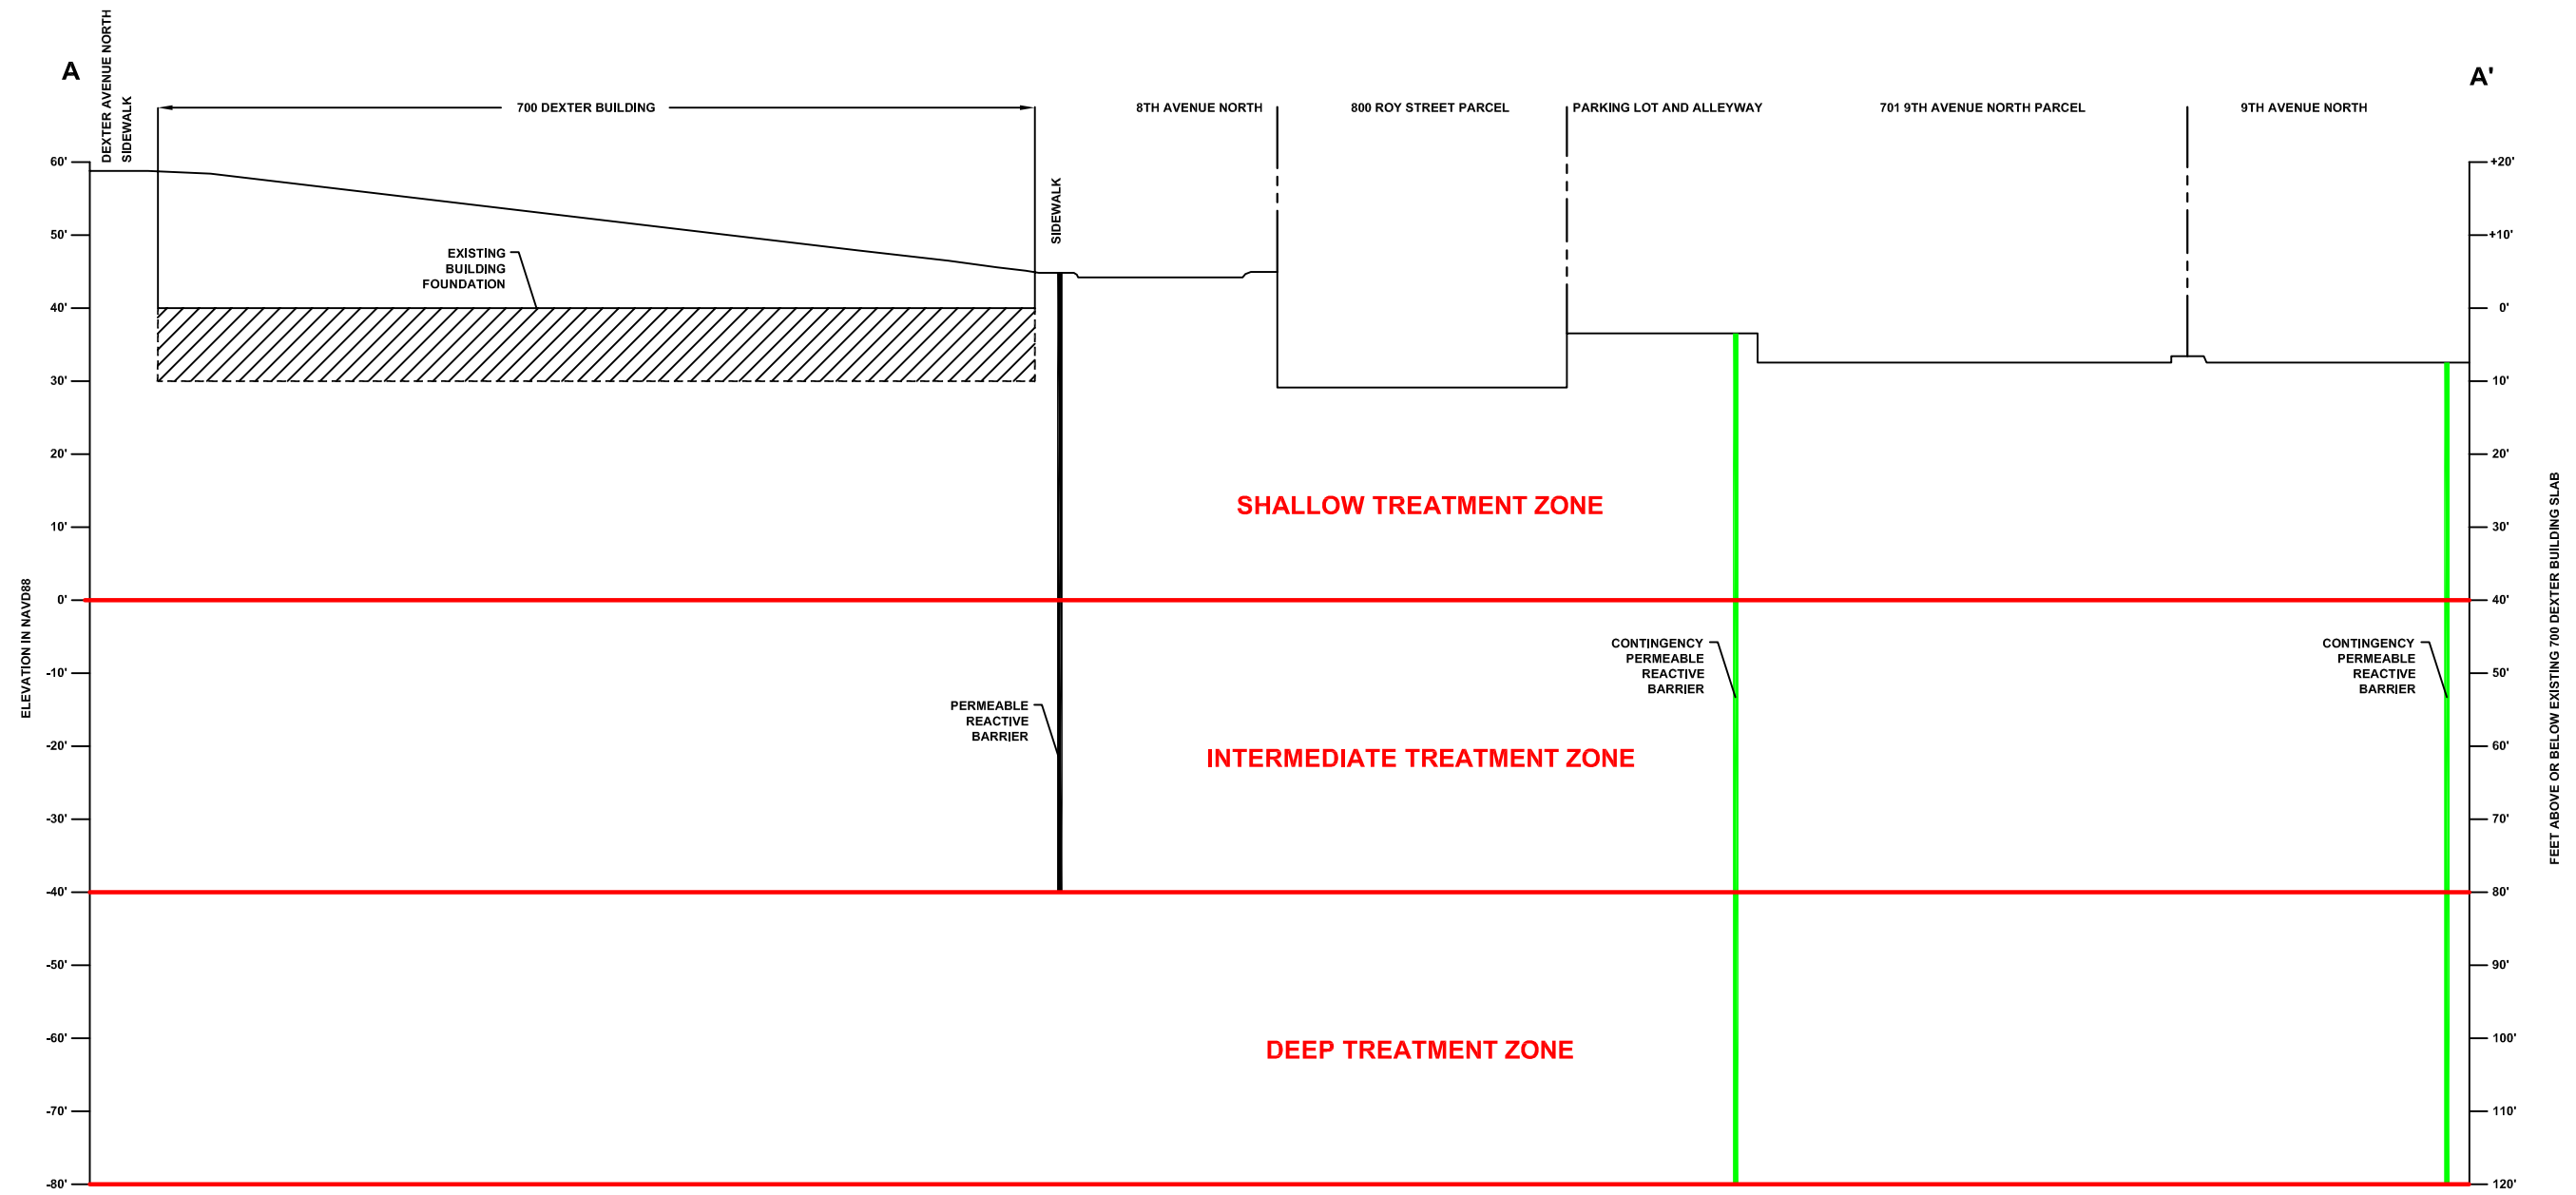 A
DEXTER AVENUE NORTH
SIDEWALK
700 DEXTER BUILDING
SIDEWALK
8TH AVENUE NORTH
800 ROY STREET PARCEL
PARKING LOT AND ALLEYWAY
701 9TH AVENUE NORTH PARCEL
9TH AVENUE NORTH
A'
EXISTING
BUILDING
FOUNDATION
ELEVATION IN NAVD88
60'
50'
40'
30'
20'
10'
0'
-10'
-20'
-30'
-40'
-50'
-60'
-70'
-80'
SHALLOW TREATMENT ZONE
PERMEABLE
REACTIVE
BARRIER
INTERMEDIATE TREATMENT ZONE
CONTINGENCY
PERMEABLE
REACTIVE
BARRIER
CONTINGENCY
PERMEABLE
REACTIVE
BARRIER
DEEP TREATMENT ZONE
+20'
+10'
0'
10'
20'
30'
40'
50'
60'
70'
80'
90'
100'
110'
120'
FEET ABOVE OR BELOW EXISTING 700 DEXTER BUILDING SLAB